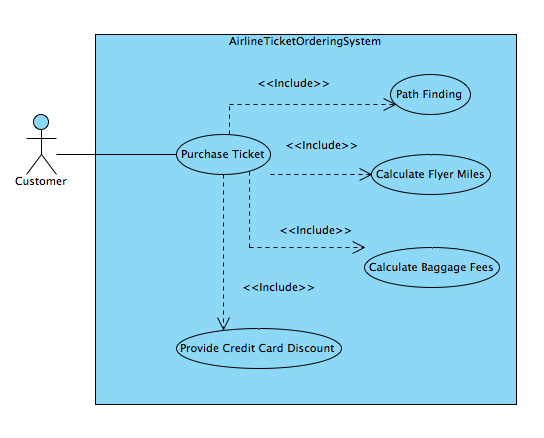 AirlineTicketOrderingSystem
<<Include>>
Path Finding
Purchase Ticket
<<Include>>
Customer
Calculate Flyer Miles
<<Include>>
Calculate Baggage Fees
<<Include>>
Provide Credit Card Discount